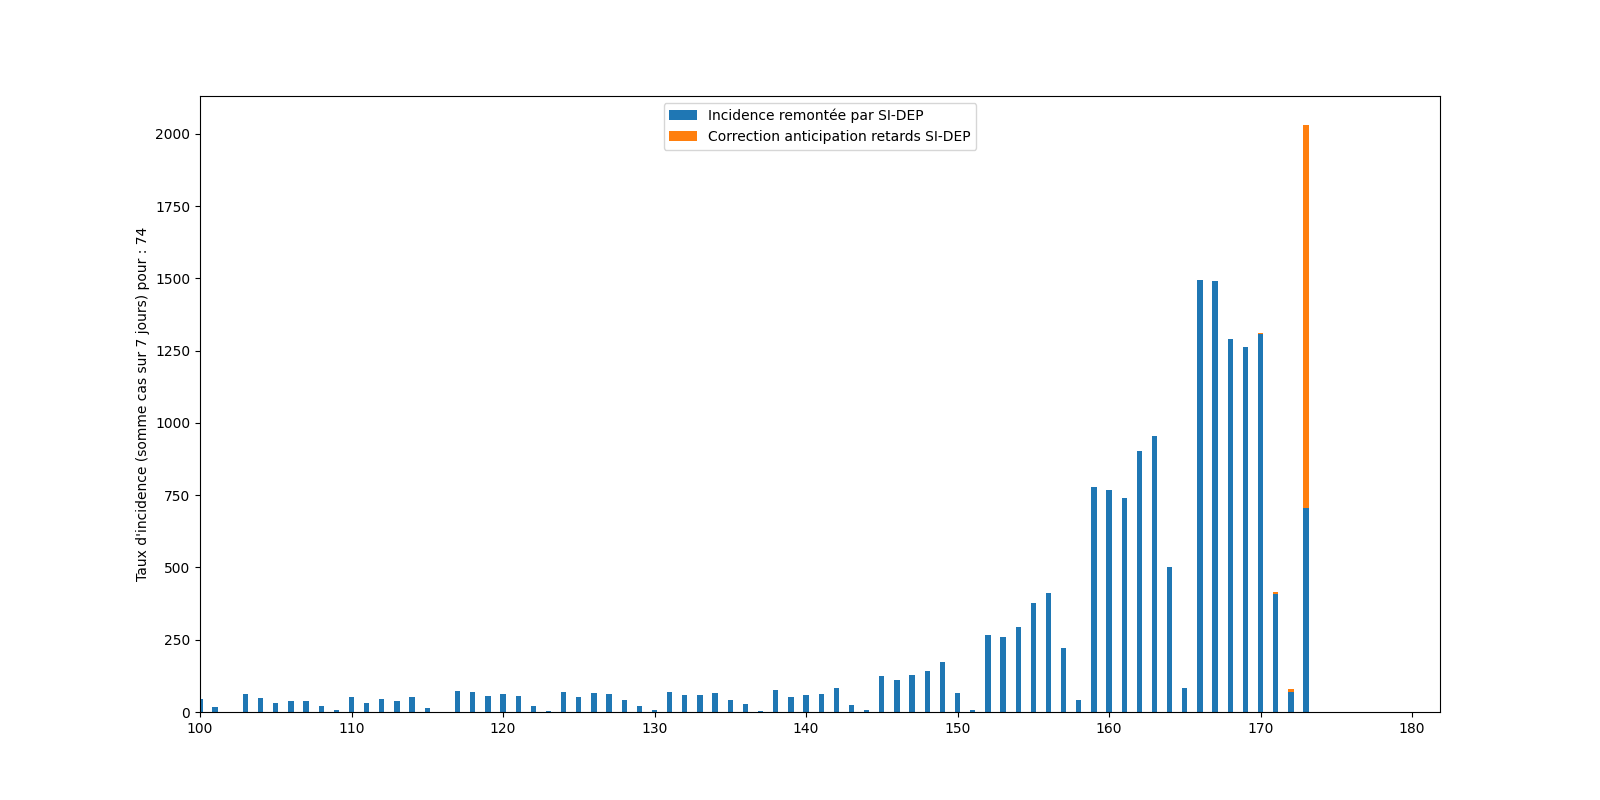 Incidence remontée par SI-DEP
Correction anticipation retards SI-DEP
Taux d'incidence (somme cas sur 7 jours) pour : 74
2000
1750
1500
1250
1000
750
500
250
0
100 110 120 130 140 150 160 170 180